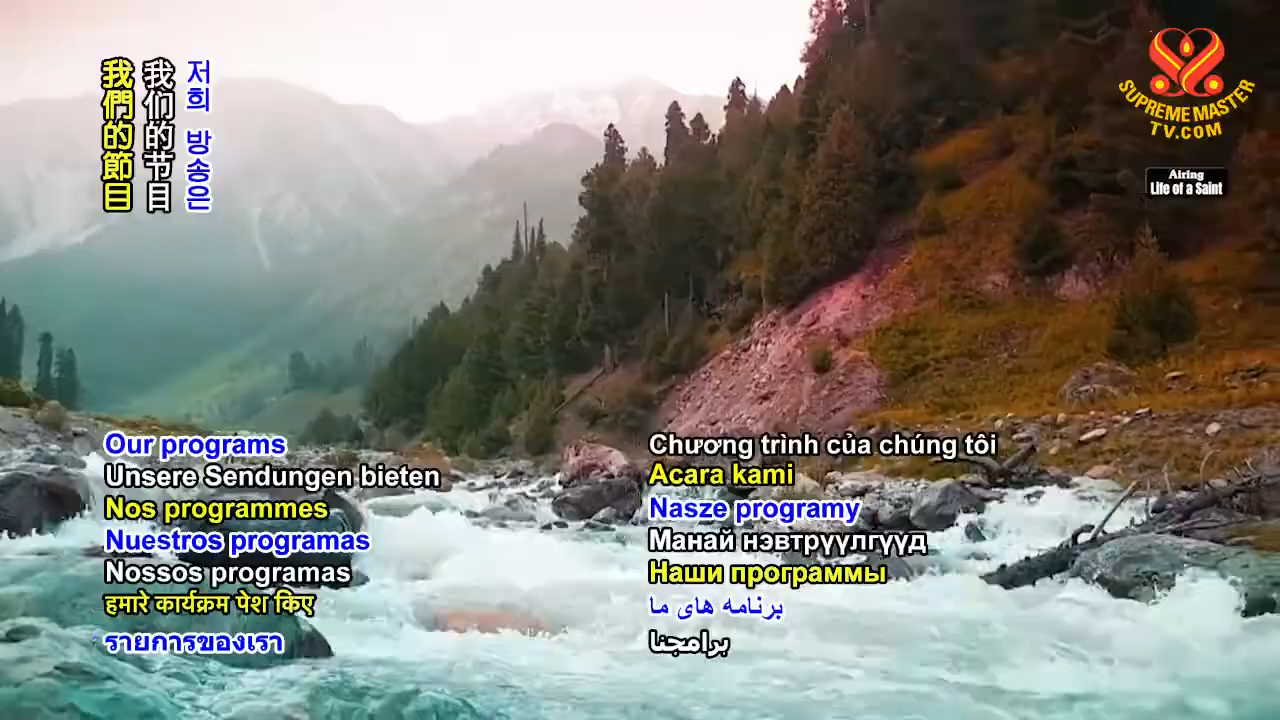 我們的節目
我们的节目
저희 방송은
SUPREME MASTER
TV.COM
Airing
Life of a Saint
Our programs
Unsere Sendungen bieten
Nos programmes
Nuestros programas
Nossos programas
हमारे कार्यक्रम पेश किए
รายการของเรา
Chương trình của chúng tôi
Acara kami
Nasze programy
Манай нэвтрүүлгүүд
Наши программы
برنامه های ما
برامجنا